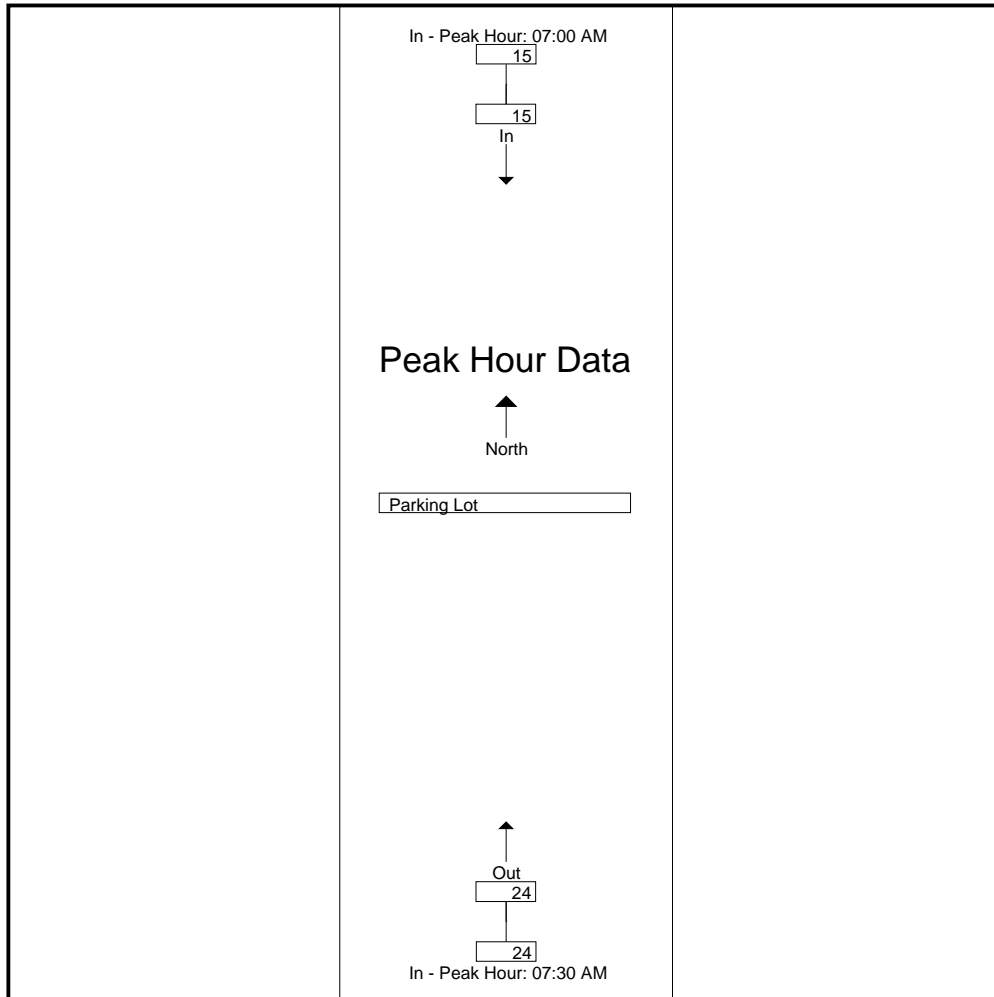 In - Peak Hour: 07:00 AM
15
15
In
Peak Hour Data
North
Parking Lot
Out
24
24
In - Peak Hour: 07:30 AM